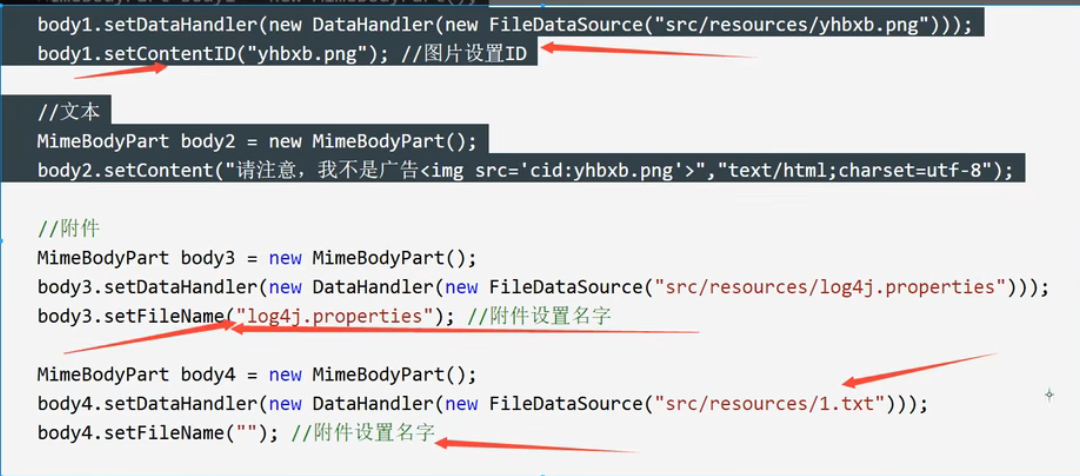 body1.setDataHandler(new DataHandler(new FileDataSource("src/resources/yhbxb.png")));
body1.setContentID("yhbxb.png"); //图片设置ID
//文本
MimeBodyPart body2 = new MimeBodyPart();
body2.setContent("请注意，我不是广告<img src='cid:yhbxb.png'>","text/html;charset=utf-8");
//附件
MimeBodyPart body3 = new MimeBodyPart();
body3.setDataHandler(new DataHandler(new FileDataSource("src/resources/log4j.properties")));
body3.setFileName("log4j.properties"); //附件设置名字
MimeBodyPart body4 = new MimeBodyPart();
body4.setDataHandler(new DataHandler(new FileDataSource("src/resources/1.txt")));
body4.setFileName(""); //附件设置名字